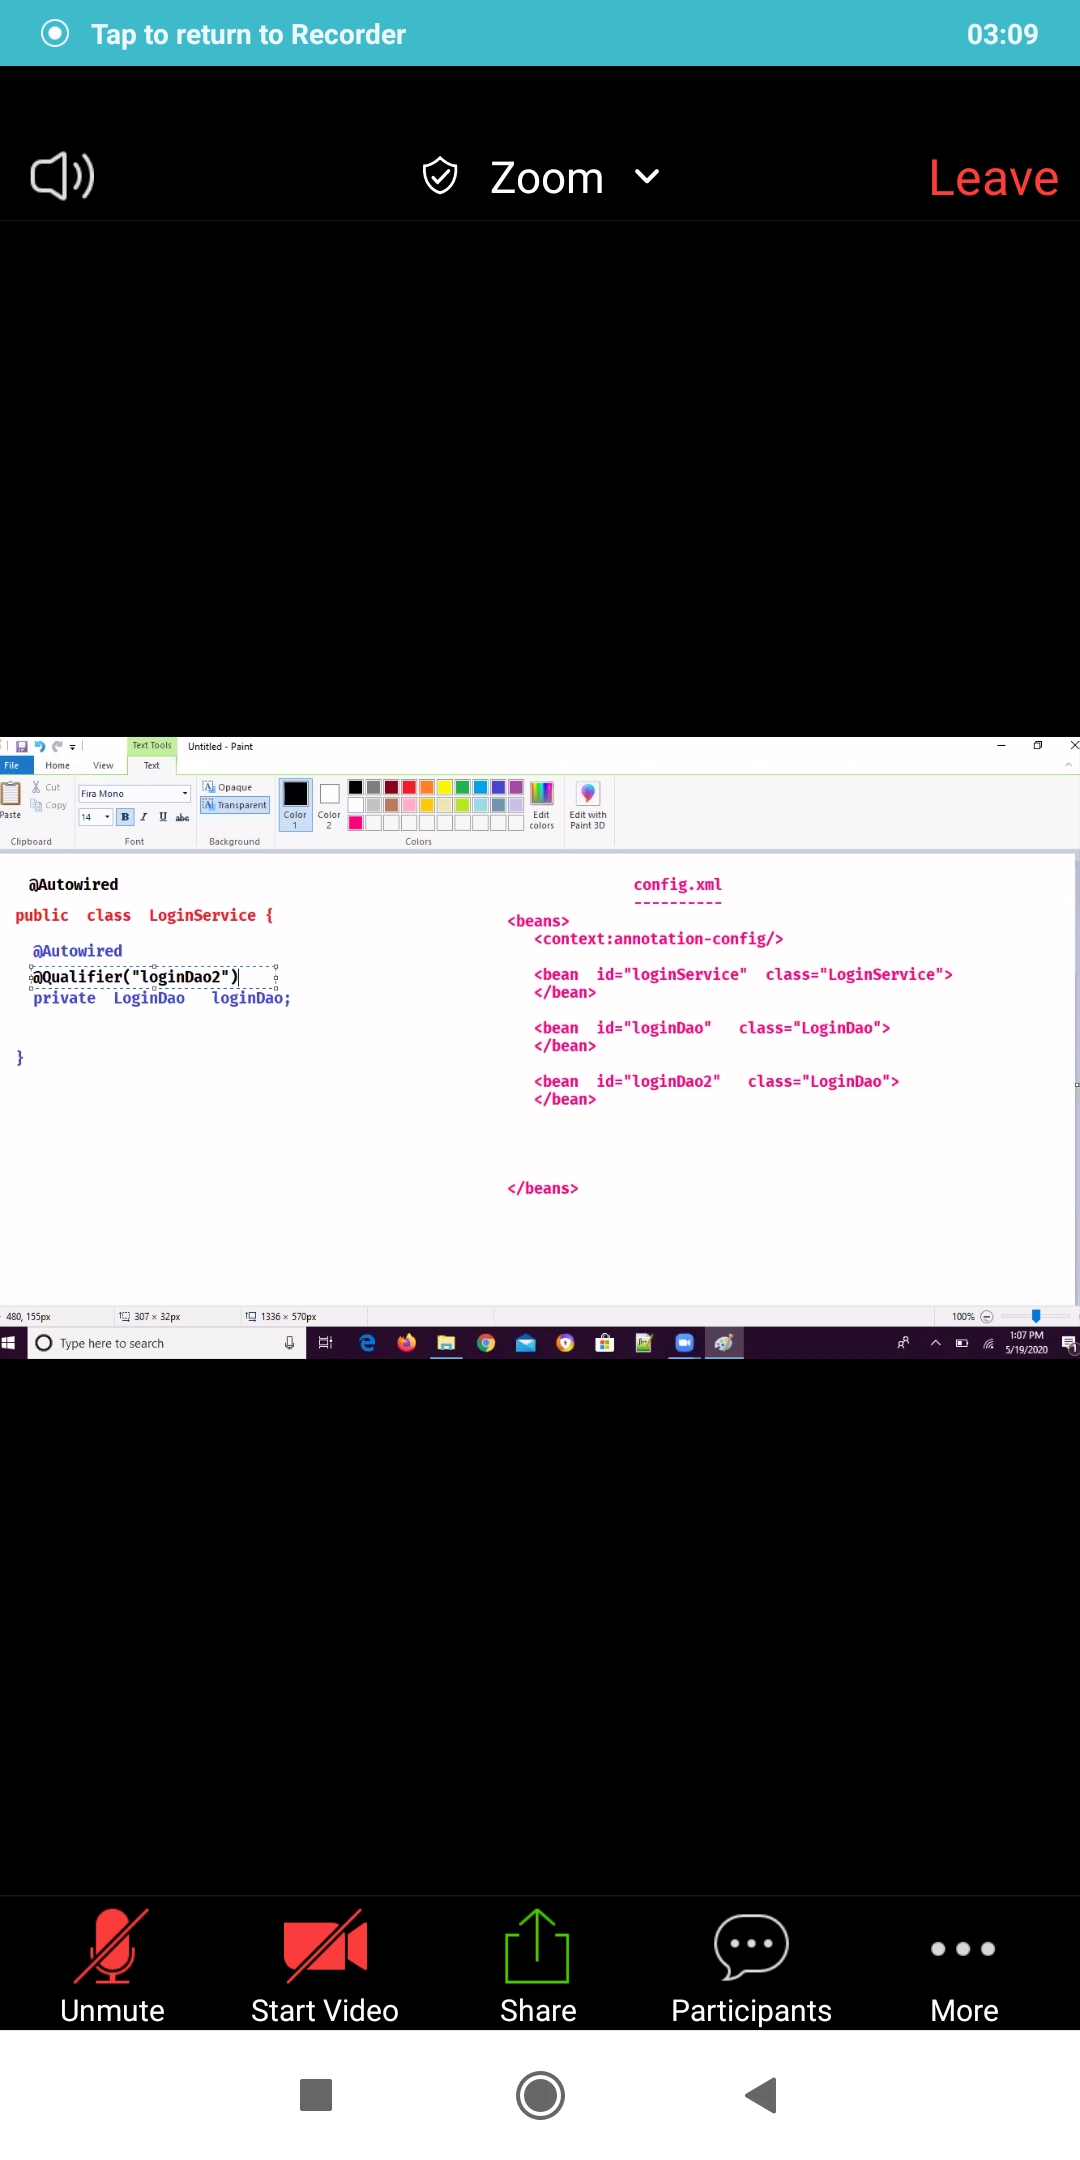 Tap to return to Recorder 03:09
Zoom Leave
Text Tools Untitled - Paint
File Home View Text
Paste Cut Copy
Fira Mono
14 B I U abc
Opaque
Transparent
Color 1 Color 2 Edit colors Edit with Paint 3D
Clipboard Font Background Colors
@Autowired
public class LoginService {
@Autowired
@Qualifier("loginDao2")
private LoginDao loginDao;
}
config.xml
----------
<beans>
<context:annotation-config/>
<bean id="loginService" class="LoginService">
</bean>
<bean id="loginDao" class="LoginDao">
</bean>
<bean id="loginDao2" class="LoginDao">
</bean>
</beans>
480, 155px 307 × 32px 1336 × 570px 100%
Type here to search 1:07 PM
5/19/2020 1
Unmute Start Video Share Participants More